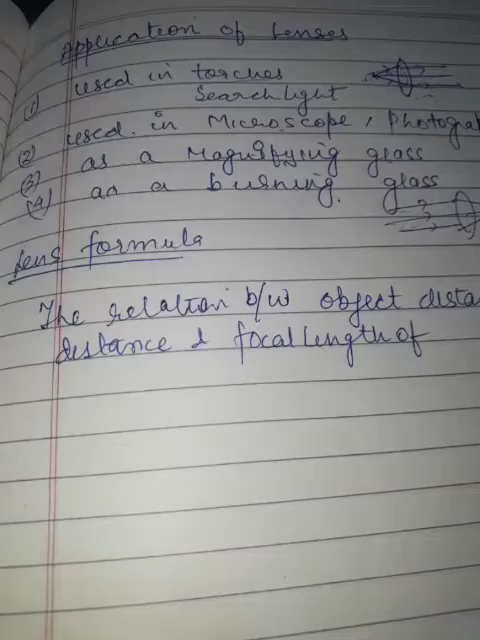 Application of Lenses
(1) used in torches
Searchlight
(2) used in Microscope, Photogra
(3) as a Magnifying glass
(4) as a burning glass
Lens formula
The relation b/w object dista
distance & focal length of